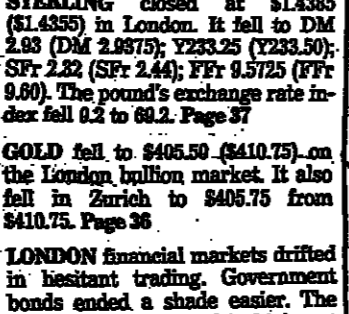 STERLING closed at $1.4385
($1.4355) in London. It fell to DM
2.93 (DM 2.9375); Y233.25 (Y233.50);
SFr 2.32 (SFr 2.44); FFr 9.5725 (FFr
9.60). The pound's exchange rate in-
dex fell 0.2 to 69.2. Page 37
GOLD fell to $405.50 ($410.75) on
the London bullion market. It also
fell in Zurich to $405.75 from
$410.75. Page 36
LONDON financial markets drifted
in hesitant trading. Government
bonds ended a shade easier. The